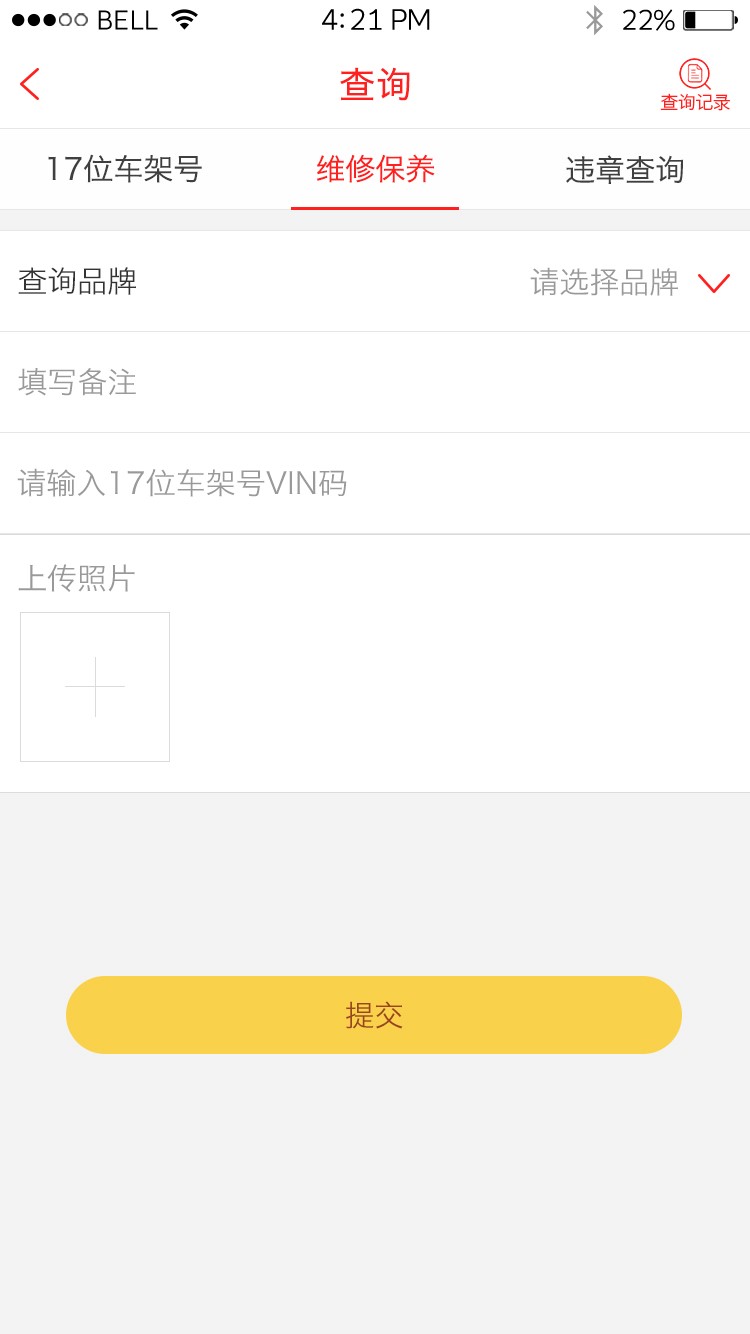 BELL 4:21 PM 22%
查询
查询记录
17位车架号 维修保养 违章查询
查询品牌 请选择品牌
填写备注
请输入17位车架号VIN码
上传照片
提交